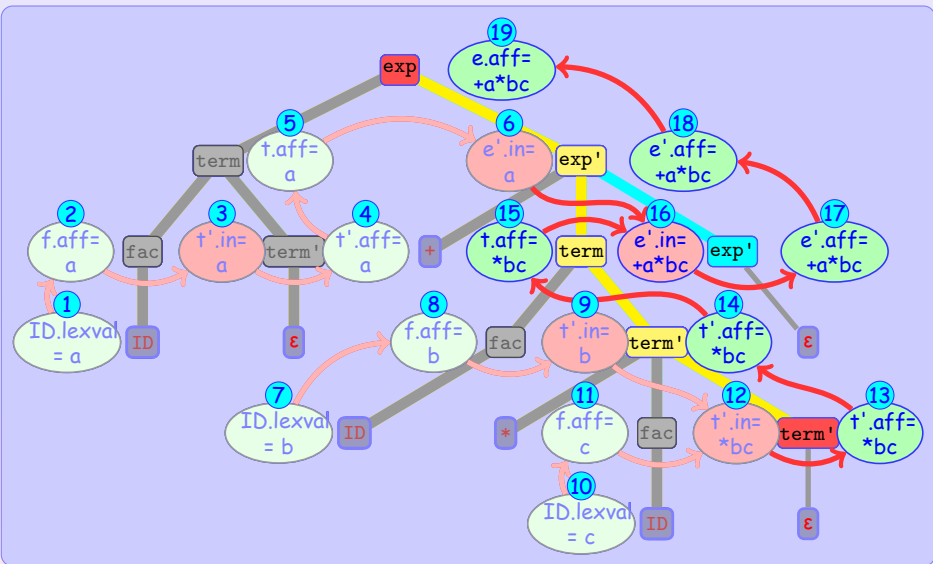 19
e.aff=
+a*bc
exp
5
t.aff=
a
6
e'.in=
a
18
e'.aff=
+a*bc
term
exp'
2
f.aff=
a
3
t'.in=
a
4
t'.aff=
a
15
t.aff=
*bc
16
e'.in=
+a*bc
17
e'.aff=
+a*bc
fac
term'
+
term
exp'
1
ID.lexval
= a
ID
ε
8
f.aff=
b
fac
9
t'.in=
b
term'
14
t'.aff=
*bc
ε
7
ID.lexval
= b
ID
*
11
f.aff=
c
fac
12
t'.in=
*bc
term'
13
t'.aff=
*bc
10
ID.lexval
= c
ID
ε